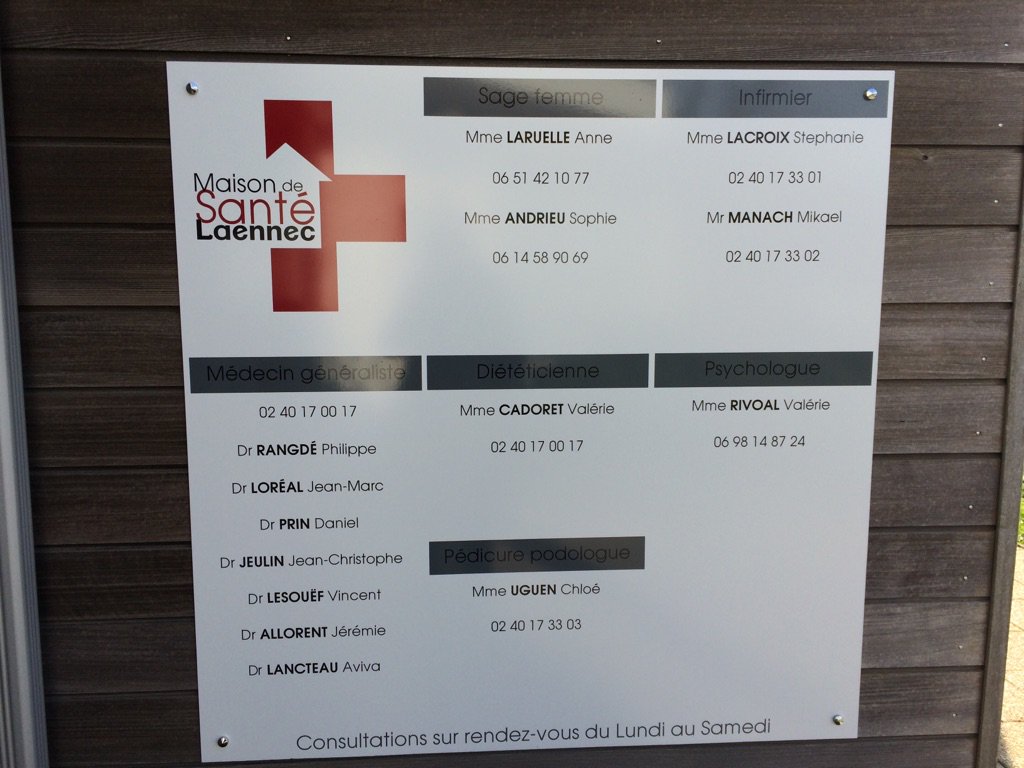 Maison de
Santé
Laennec
Sage femme
Mme LARUELLE Anne
06 51 42 10 77
Mme ANDRIEU Sophie
06 14 58 90 69
Infirmier
Mme LACROIX Stephanie
02 40 17 33 01
Mr MANACH Mikael
02 40 17 33 02
Médecin généraliste
02 40 17 00 17
Dr RANGDÉ Philippe
Dr LORÉAL Jean-Marc
Dr PRIN Daniel
Dr JEULIN Jean-Christophe
Dr LESOUËF Vincent
Dr ALLORENT Jérémie
Dr LANCTEAU Aviva
Diététicienne
Mme CADORET Valérie
02 40 17 00 17
Pédicure podologue
Mme UGUEN Chloé
02 40 17 33 03
Psychologue
Mme RIVOAL Valérie
06 98 14 87 24
Consultations sur rendez-vous du Lundi au Samedi